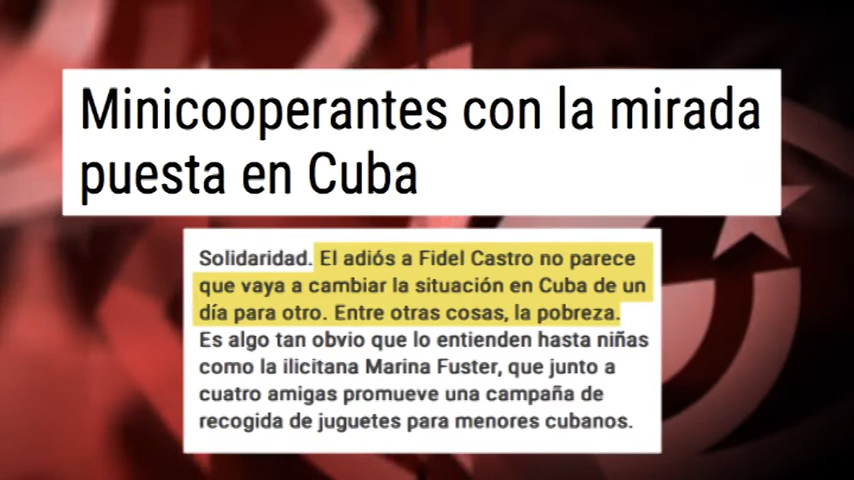 Minicooperantes con la mirada
puesta en Cuba
Solidaridad. El adiós a Fidel Castro no parece
que vaya a cambiar la situación en Cuba de un
día para otro. Entre otras cosas, la pobreza.
Es algo tan obvio que lo entienden hasta niñas
como la ilicitana Marina Fuster, que junto a
cuatro amigas promueve una campaña de
recogida de juguetes para menores cubanos.